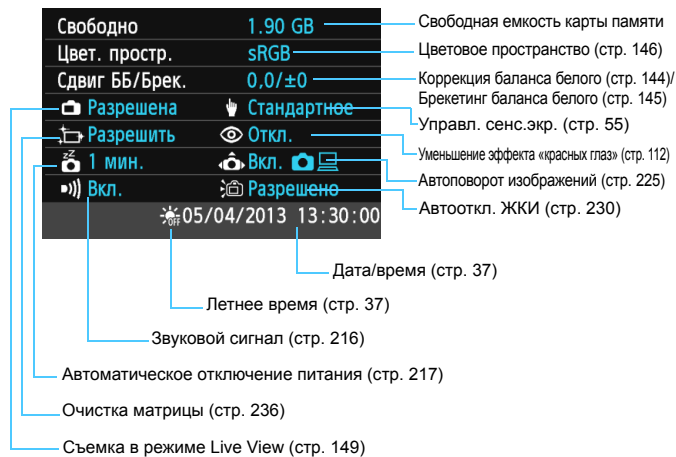 Свободно 1.90 GB
Свободная емкость карты памяти
Цвет. простр. sRGB
Цветовое пространство (стр. 146)
Сдвиг ББ/Брек. 0,0/±0
Коррекция баланса белого (стр. 144)/
Брекетинг баланса белого (стр. 145)
Разрешена Стандартное
Управл. сенс.экр. (стр. 55)
Разрешить Откл.
Уменьшение эффекта «красных глаз» (стр. 112)
1 мин. Вкл.
Автоповорот изображений (стр. 225)
Вкл. Разрешено
Автооткл. ЖКИ (стр. 230)
OFF 05/04/2013 13:30:00
Дата/время (стр. 37)
Летнее время (стр. 37)
Звуковой сигнал (стр. 216)
Автоматическое отключение питания (стр. 217)
Очистка матрицы (стр. 236)
Съемка в режиме Live View (стр. 149)